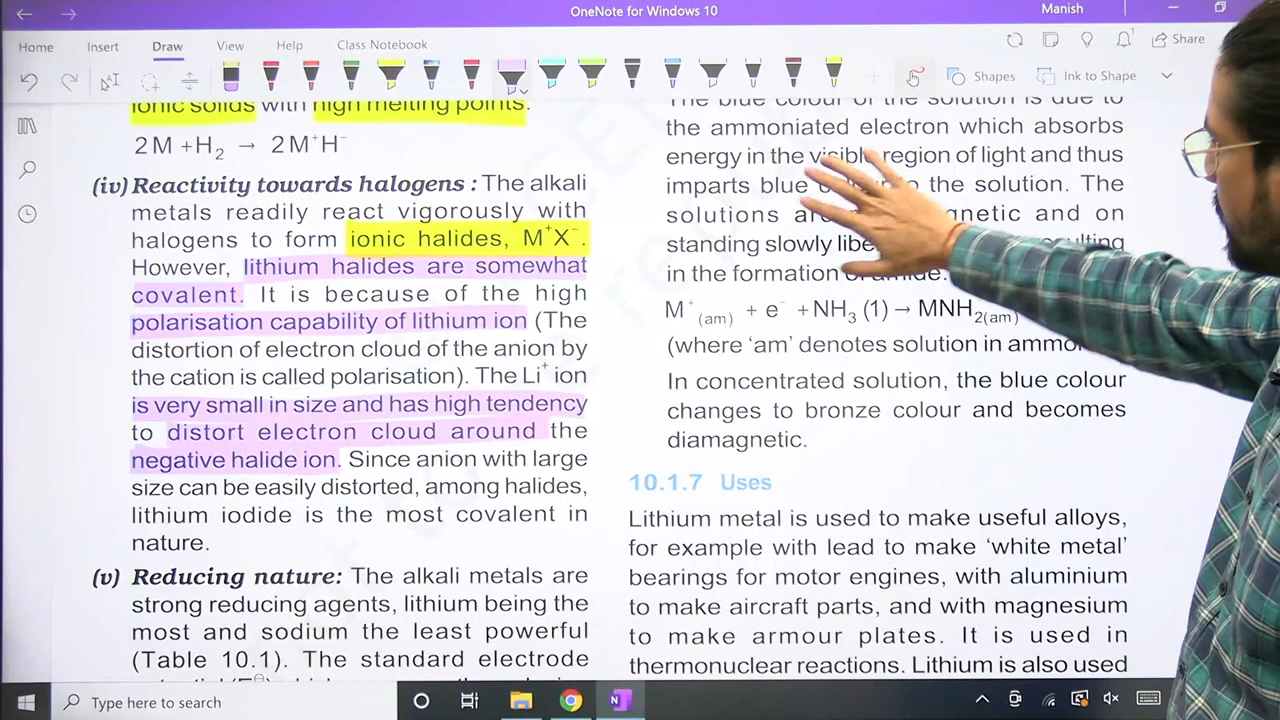 OneNote for Windows 10
Manish
Home Insert Draw View Help Class Notebook
Share
Shapes
Ink to Shape
ionic solids with high melting points.
2 M + H2 → 2 M+H−
(iv) Reactivity towards halogens : The alkali
metals readily react vigorously with
halogens to form ionic halides, M+X−.
However, lithium halides are somewhat
covalent. It is because of the high
polarisation capability of lithium ion (The
distortion of electron cloud of the anion by
the cation is called polarisation). The Li+ ion
is very small in size and has high tendency
to distort electron cloud around the
negative halide ion. Since anion with large
size can be easily distorted, among halides,
lithium iodide is the most covalent in
nature.
(v) Reducing nature: The alkali metals are
strong reducing agents, lithium being the
most and sodium the least powerful
(Table 10.1). The standard electrode
The blue colour of the solution is due to
the ammoniated electron which absorbs
energy in the visible region of light and thus
imparts blue to the solution. The
solutions and on
standing slowly
in the formation of amide.
M+(am) + e− + NH3 (1) → MNH2(am)
(where ‘am’ denotes solution in
In concentrated solution, the blue colour
changes to bronze colour and becomes
diamagnetic.
10.1.7 Uses
Lithium metal is used to make useful alloys,
for example with lead to make ‘white metal’
bearings for motor engines, with aluminium
to make aircraft parts, and with magnesium
to make armour plates. It is used in
thermonuclear reactions. Lithium is also used
Type here to search